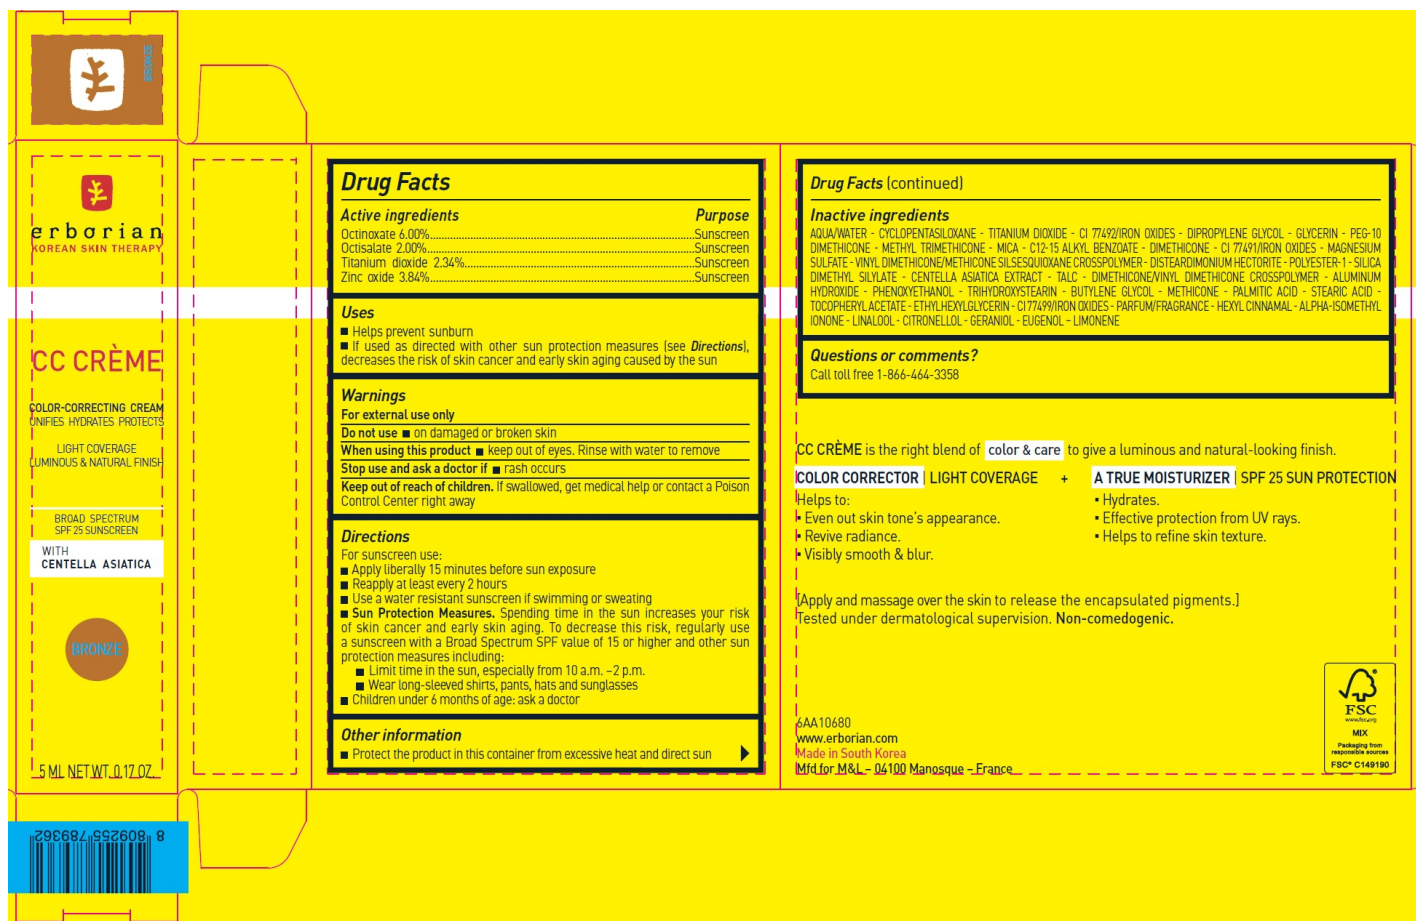 BRONZE
erborian
KOREAN SKIN THERAPY
CC CRÈME
COLOR-CORRECTING CREAM
UNIFIES HYDRATES PROTECTS
LIGHT COVERAGE
LUMINOUS & NATURAL FINISH
BROAD SPECTRUM
SPF 25 SUNSCREEN
WITH
CENTELLA ASIATICA
BRONZE
5 ML NET WT. 0.17 OZ.
8 809255 789362
Drug Facts
Active ingredients Purpose
Octinoxate 6.00%...Sunscreen
Octisalate 2.00%...Sunscreen
Titanium dioxide 2.34%...Sunscreen
Zinc oxide 3.84%...Sunscreen
Uses
■ Helps prevent sunburn
■ If used as directed with other sun protection measures (see Directions),
decreases the risk of skin cancer and early skin aging caused by the sun
Warnings
For external use only
Do not use ■ on damaged or broken skin
When using this product ■ keep out of eyes. Rinse with water to remove
Stop use and ask a doctor if ■ rash occurs
Keep out of reach of children. If swallowed, get medical help or contact a Poison
Control Center right away
Directions
For sunscreen use:
■ Apply liberally 15 minutes before sun exposure
■ Reapply at least every 2 hours
■ Use a water resistant sunscreen if swimming or sweating
■ Sun Protection Measures. Spending time in the sun increases your risk
of skin cancer and early skin aging. To decrease this risk, regularly use
a sunscreen with a Broad Spectrum SPF value of 15 or higher and other sun
protection measures including:
■ Limit time in the sun, especially from 10 a.m. –2 p.m.
■ Wear long-sleeved shirts, pants, hats and sunglasses
■ Children under 6 months of age: ask a doctor
Other information
■ Protect the product in this container from excessive heat and direct sun
Drug Facts (continued)
Inactive ingredients
AQUA/WATER - CYCLOPENTASILOXANE - TITANIUM DIOXIDE - CI 77492/IRON OXIDES - DIPROPYLENE GLYCOL - GLYCERIN - PEG-10
DIMETHICONE - METHYL TRIMETHICONE - MICA - C12-15 ALKYL BENZOATE - DIMETHICONE - CI 77491/IRON OXIDES - MAGNESIUM
SULFATE - VINYL DIMETHICONE/METHICONE SILSESQUIOXANE CROSSPOLYMER - DISTEARDIMONIUM HECTORITE - POLYESTER-1 - SILICA
DIMETHYL SILYLATE - CENTELLA ASIATICA EXTRACT - TALC - DIMETHICONE/VINYL DIMETHICONE CROSSPOLYMER - ALUMINUM
HYDROXIDE - PHENOXYETHANOL - TRIHYDROXYSTEARIN - BUTYLENE GLYCOL - METHICONE - PALMITIC ACID - STEARIC ACID -
TOCOPHERYL ACETATE - ETHYLHEXYLGLYCERIN - CI 77499/IRON OXIDES - PARFUM/FRAGRANCE - HEXYL CINNAMAL - ALPHA-ISOMETHYL
IONONE - LINALOOL - CITRONELLOL - GERANIOL - EUGENOL – LIMONENE
Questions or comments?
Call toll free 1-866-464-3358
CC CRÈME is the right blend of color & care to give a luminous and natural-looking finish.
COLOR CORRECTOR | LIGHT COVERAGE + A TRUE MOISTURIZER | SPF 25 SUN PROTECTION
Helps to:
▪ Even out skin tone's appearance.
▪ Revive radiance.
▪ Visibly smooth & blur.
▪ Hydrates.
▪ Effective protection from UV rays.
▪ Helps to refine skin texture.
[Apply and massage over the skin to release the encapsulated pigments.]
Tested under dermatological supervision. Non-comedogenic.
6AA10680
www.erborian.com
Made in South Korea
Mfd for M&L – 04100 Manosque – France
FSC
www.fsc.org
MIX
Packaging from
responsible sources
FSC® C149190